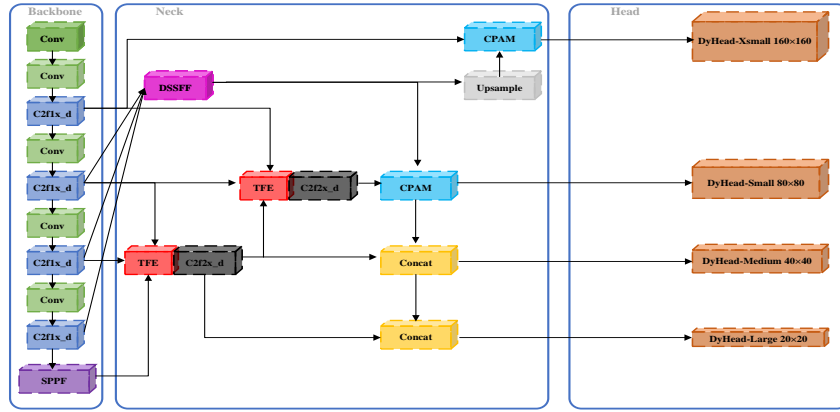 Backbone
Conv
Conv
C2f1x_d
Conv
C2f1x_d
Conv
C2f1x_d
Conv
C2f1x_d
SPPF
Neck
CPAM
DSSFF
Upsample
TFE
C2f2x_d
CPAM
TFE
C2f2x_d
Concat
Concat
Head
DyHead-Xsmall 160×160
DyHead-Small 80×80
DyHead-Medium 40×40
DyHead-Large 20×20